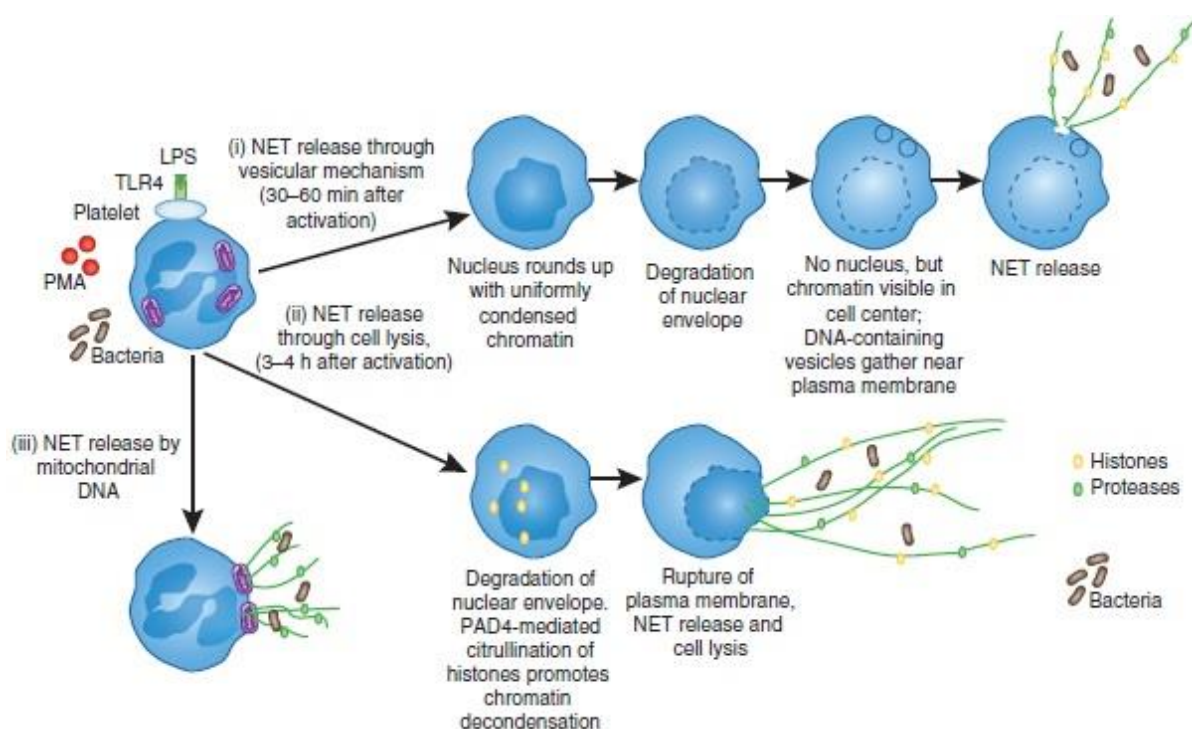 LPS
TLR4
Platelet
PMA
Bacteria
(i) NET release through
vesicular mechanism
(30–60 min after
activation)
Nucleus rounds up
with uniformly
condensed
chromatin
Degradation
of nuclear
envelope
No nucleus, but
chromatin visible in
cell center;
DNA-containing
vesicles gather near
plasma membrane
NET release
(ii) NET release
through cell lysis,
(3–4 h after activation)
(iii) NET release by
mitochondrial
DNA
Degradation of
nuclear envelope.
PAD4-mediated
citrullination of
histones promotes
chromatin
decondensation
Rupture of
plasma membrane,
NET release and
cell lysis
Histones
Proteases
Bacteria